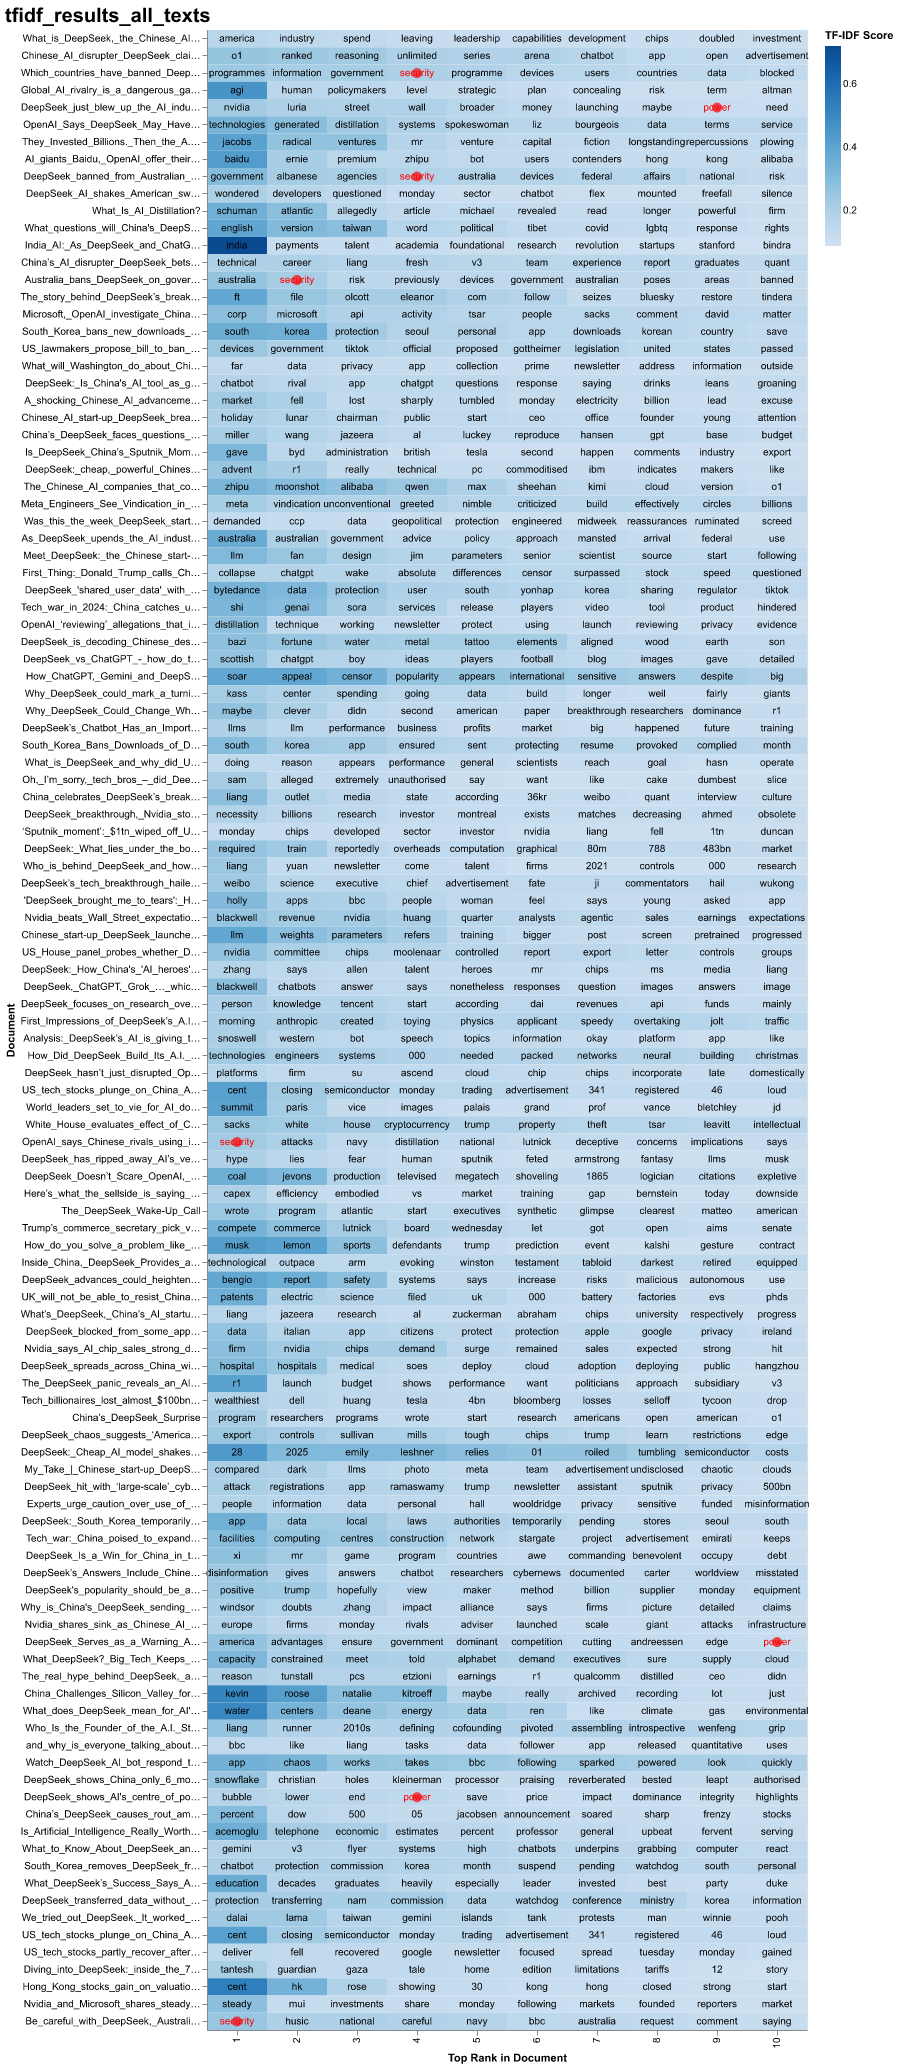 tfidf_results_all_texts
TF-IDF Score
0.6
0.4
0.2
What_is_DeepSeek,_the_Chinese_AI… america industry spend leaving leadership capabilities development chips doubled investment
Chinese_AI_disrupter_DeepSeek_clai… o1 ranked reasoning unlimited series arena chatbot app open advertisement
Which_countries_have_banned_Deep… programmes information government security programme devices users countries data blocked
Global_AI_rivalry_is_a_dangerous_ga… agi human policymakers level strategic plan concealing risk term altman
DeepSeek_just_blew_up_the_AI_indu… nvidia luria street wall broader money launching maybe power need
OpenAI_Says_DeepSeek_May_Have… technologies generated distillation systems spokeswoman liz bourgeois data terms service
They_Invested_Billions._Then_the_A.… jacobs radical ventures mr venture capital fiction longstanding repercussions plowing
AI_giants_Baidu,_OpenAI_offer_their… baidu ernie premium zhipu bot users contenders hong kong alibaba
DeepSeek_banned_from_Australian_… government albanese agencies security australia devices federal affairs national risk
DeepSeek_AI_shakes_American_sw… wondered developers questioned monday sector chatbot flex mounted freefall silence
What_Is_AI_Distillation? schuman atlantic allegedly article michael revealed read longer powerful firm
What_questions_will_China's_DeepS… english version taiwan word political tibet covid lgbtq response rights
India_AI:_As_DeepSeek_and_ChatG… india payments talent academia foundational research revolution startups stanford bindra
China's_AI_disrupter_DeepSeek_bets… technical career liang fresh v3 team experience report graduates quant
Australia_bans_DeepSeek_on_gover… australia security risk previously devices government australian poses areas banned
The_story_behind_DeepSeek's_break… ft file olcott eleanor com follow seizes bluesky restore tindera
Microsoft,_OpenAI_investigate_China… corp microsoft api activity tsar people sacks comment david matter
South_Korea_bans_new_downloads_… south korea protection seoul personal app downloads korean country save
US_lawmakers_propose_bill_to_ban_… devices government tiktok official proposed gottheimer legislation united states passed
What_will_Washington_do_about_Chi… far data privacy app collection prime newsletter address information outside
DeepSeek:_Is_China's_AI_tool_as_g… chatbot rival app chatgpt questions response saying drinks leans groaning
A_shocking_Chinese_AI_advanceme… market fell lost sharply tumbled monday electricity billion lead excuse
Chinese_AI_start-up_DeepSeek_brea… holiday lunar chairman public start ceo office founder young attention
China's_DeepSeek_faces_questions_… miller wang jazeera al luckey reproduce hansen gpt base budget
Is_DeepSeek_China's_Sputnik_Mom… gave byd administration british tesla second happen comments industry export
DeepSeek:_cheap,_powerful_Chines… advent r1 really technical pc commoditised ibm indicates makers like
The_Chinese_AI_companies_that_co… zhipu moonshot alibaba qwen max sheehan kimi cloud version o1
Meta_Engineers_See_Vindication_in_… meta vindication unconventional greeted nimble criticized build effectively circles billions
Was_this_the_week_DeepSeek_start… demanded ccp data geopolitical protection engineered midweek reassurances ruminated screed
As_DeepSeek_upends_the_AI_indust… australia australian government advice policy approach mansted arrival federal use
Meet_DeepSeek:_the_Chinese_start-… llm fan design jim parameters senior scientist source start following
First_Thing:_Donald_Trump_calls_Ch… collapse chatgpt wake absolute differences censor surpassed stock speed questioned
DeepSeek_'shared_user_data'_with_… bytedance data protection user south yonhap korea sharing regulator tiktok
Tech_war_in_2024:_China_catches_u… shi genai sora services release players video tool product hindered
OpenAI_'reviewing'_allegations_that_i… distillation technique working newsletter protect using launch reviewing privacy evidence
DeepSeek_is_decoding_Chinese_des… bazi fortune water metal tattoo elements aligned wood earth son
DeepSeek_vs_ChatGPT_-_how_do_t… scottish chatgpt boy ideas players football blog images gave detailed
How_ChatGPT,_Gemini_and_DeepS… soar appeal censor popularity appears international sensitive answers despite big
Why_DeepSeek_could_mark_a_turni… kass center spending going data build longer weil fairly giants
Why_DeepSeek_Could_Change_Wh… maybe clever didn second american paper breakthrough researchers dominance r1
DeepSeek's_Chatbot_Has_an_Import… llms llm performance business profits market big happened future training
South_Korea_Bans_Downloads_of_D… south korea app ensured sent protecting resume provoked complied month
What_is_DeepSeek_and_why_did_U… doing reason appears performance general scientists reach goal hasn operate
Oh,_I'm_sorry,_tech_bros_–_did_Dee… sam alleged extremely unauthorised say want like cake dumbest slice
China_celebrates_DeepSeek's_break… liang outlet media state according 36kr weibo quant interview culture
DeepSeek_breakthrough,_Nvidia_sto… necessity billions research investor montreal exists matches decreasing ahmed obsolete
'Sputnik_moment':_$1tn_wiped_off_U… monday chips developed sector investor nvidia liang fell 1tn duncan
DeepSeek:_What_lies_under_the_bo… required train reportedly overheads computation graphical 80m 788 483bn market
Who_is_behind_DeepSeek_and_how… liang yuan newsletter come talent firms 2021 controls 000 research
DeepSeek's_tech_breakthrough_haile… weibo science executive chief advertisement fate ji commentators hail wukong
'DeepSeek_brought_me_to_tears':_H… holly apps bbc people woman feel says young asked app
Nvidia_beats_Wall_Street_expectatio… blackwell revenue nvidia huang quarter analysts agentic sales earnings expectations
Chinese_start-up_DeepSeek_launche… llm weights parameters refers training bigger post screen pretrained progressed
US_House_panel_probes_whether_D… nvidia committee chips moolenaar controlled report export letter controls groups
DeepSeek:_How_China's_'AI_heroes'… zhang says allen talent heroes mr chips ms media liang
DeepSeek,_ChatGPT,_Grok_…_whic… blackwell chatbots answer says nonetheless responses question images answers image
DeepSeek_focuses_on_research_ove… person knowledge tencent start according dai revenues api funds mainly
First_Impressions_of_DeepSeek's_A.I… morning anthropic created toying physics applicant speedy overtaking jolt traffic
Analysis:_DeepSeek's_AI_is_giving_t… snoswell western bot speech topics information okay platform app like
How_Did_DeepSeek_Build_Its_A.I._… technologies engineers systems 000 needed packed networks neural building christmas
DeepSeek_hasn't_just_disrupted_Op… platforms firm su ascend cloud chip chips incorporate late domestically
US_tech_stocks_plunge_on_China_A… cent closing semiconductor monday trading advertisement 341 registered 46 loud
World_leaders_set_to_vie_for_AI_do… summit paris vice images palais grand prof vance bletchley jd
White_House_evaluates_effect_of_C… sacks white house cryptocurrency trump property theft tsar leavitt intellectual
OpenAI_says_Chinese_rivals_using_i… security attacks navy distillation national lutnick deceptive concerns implications says
DeepSeek_has_ripped_away_AI's_ve… hype lies fear human sputnik feted armstrong fantasy llms musk
DeepSeek_Doesn't_Scare_OpenAI,_… coal jevons production televised megatech shoveling 1865 logician citations expletive
Here's_what_the_sellside_is_saying_… capex efficiency embodied vs market training gap bernstein today downside
The_DeepSeek_Wake-Up_Call wrote program atlantic start executives synthetic glimpse clearest matteo american
Trump's_commerce_secretary_pick_v… compete commerce lutnick board wednesday let got open aims senate
How_do_you_solve_a_problem_like_… musk lemon sports defendants trump prediction event kalshi gesture contract
Inside_China,_DeepSeek_Provides_a… technological outpace arm evoking winston testament tabloid darkest retired equipped
DeepSeek_advances_could_heighten… bengio report safety systems says increase risks malicious autonomous use
UK_will_not_be_able_to_resist_China… patents electric science filed uk 000 battery factories evs phds
What's_DeepSeek,_China's_AI_startu… liang jazeera research al zuckerman abraham chips university respectively progress
DeepSeek_blocked_from_some_app… data italian app citizens protect protection apple google privacy ireland
Nvidia_says_AI_chip_sales_strong_d… firm nvidia chips demand surge remained sales expected strong hit
DeepSeek_spreads_across_China_wi… hospital hospitals medical soes deploy cloud adoption deploying public hangzhou
The_DeepSeek_panic_reveals_an_AI… r1 launch budget shows performance want politicians approach subsidiary v3
Tech_billionaires_lost_almost_$100bn… wealthiest dell huang tesla 4bn bloomberg losses selloff tycoon drop
China's_DeepSeek_Surprise program researchers programs wrote start research americans open american o1
DeepSeek_chaos_suggests_'America… export controls sullivan mills tough chips trump learn restrictions edge
DeepSeek:_Cheap_AI_model_shakes… 28 2025 emily leshner relies 01 roiled tumbling semiconductor costs
My_Take_|_Chinese_start-up_DeepS… compared dark llms photo meta team advertisement undisclosed chaotic clouds
DeepSeek_hit_with_'large-scale'_cyb… attack registrations app ramaswamy trump newsletter assistant sputnik privacy 500bn
Experts_urge_caution_over_use_of_… people information data personal hall wooldridge privacy sensitive funded misinformation
DeepSeek:_South_Korea_temporarily… app data local laws authorities temporarily pending stores seoul south
Tech_war:_China_poised_to_expand… facilities computing centres construction network stargate project advertisement emirati keeps
DeepSeek_Is_a_Win_for_China_in_t… xi mr game program countries awe commanding benevolent occupy debt
DeepSeek's_Answers_Include_Chine… disinformation gives answers chatbot researchers cybernews documented carter worldview misstated
DeepSeek's_popularity_should_be_a… positive trump hopefully view maker method billion supplier monday equipment
Why_is_China's_DeepSeek_sending_… windsor doubts zhang impact alliance says firms picture detailed claims
Nvidia_shares_sink_as_Chinese_AI_… europe firms monday rivals adviser launched scale giant attacks infrastructure
DeepSeek_Serves_as_a_Warning_A… america advantages ensure government dominant competition cutting andreessen edge power
What_DeepSeek?_Big_Tech_Keeps_… capacity constrained meet told alphabet demand executives sure supply cloud
The_real_hype_behind_DeepSeek,_a… reason tunstall pcs etzioni earnings r1 qualcomm distilled ceo didn
China_Challenges_Silicon_Valley_for… kevin roose natalie kitroeff maybe really archived recording lot just
What_does_DeepSeek_mean_for_AI'… water centers deane energy data ren like climate gas environmental
Who_Is_the_Founder_of_the_A.I._St… liang runner 2010s defining cofounding pivoted assembling introspective wenfeng grip
and_why_is_everyone_talking_about… bbc like liang tasks data follower app released quantitative uses
Watch_DeepSeek_AI_bot_respond_t… app chaos works takes bbc following sparked powered look quickly
DeepSeek_shows_China_only_6_mo… snowflake christian holes kleinerman processor praising reverberated bested leapt authorised
DeepSeek_shows_AI's_centre_of_po… bubble lower end power save price impact dominance integrity highlights
China's_DeepSeek_causes_rout_am… percent dow 500 05 jacobsen announcement soared sharp frenzy stocks
Is_Artificial_Intelligence_Really_Worth… acemoglu telephone economic estimates percent professor general upbeat fervent serving
What_to_Know_About_DeepSeek_an… gemini v3 flyer systems high chatbots underpins grabbing computer react
South_Korea_removes_DeepSeek_fr… chatbot protection commission korea month suspend pending watchdog south personal
What_DeepSeek's_Success_Says_A… education decades graduates heavily especially leader invested best party duke
DeepSeek_transferred_data_without_… protection transferring nam commission data watchdog conference ministry korea information
We_tried_out_DeepSeek._It_worked_… dalai lama taiwan gemini islands tank protests man winnie pooh
US_tech_stocks_plunge_on_China_A… cent closing semiconductor monday trading advertisement 341 registered 46 loud
US_tech_stocks_partly_recover_after… deliver fell recovered google newsletter focused spread tuesday monday gained
Diving_into_DeepSeek:_inside_the_7… tantesh guardian gaza tale home edition limitations tariffs 12 story
Hong_Kong_stocks_gain_on_valuatio… cent hk rose showing 30 kong hong closed strong start
Nvidia_and_Microsoft_shares_steady… steady mui investments share monday following markets founded reporters market
Be_careful_with_DeepSeek,_Australi… security husic national careful navy bbc australia request comment saying
Document
1 2 3 4 5 6 7 8 9 10
Top Rank in Document